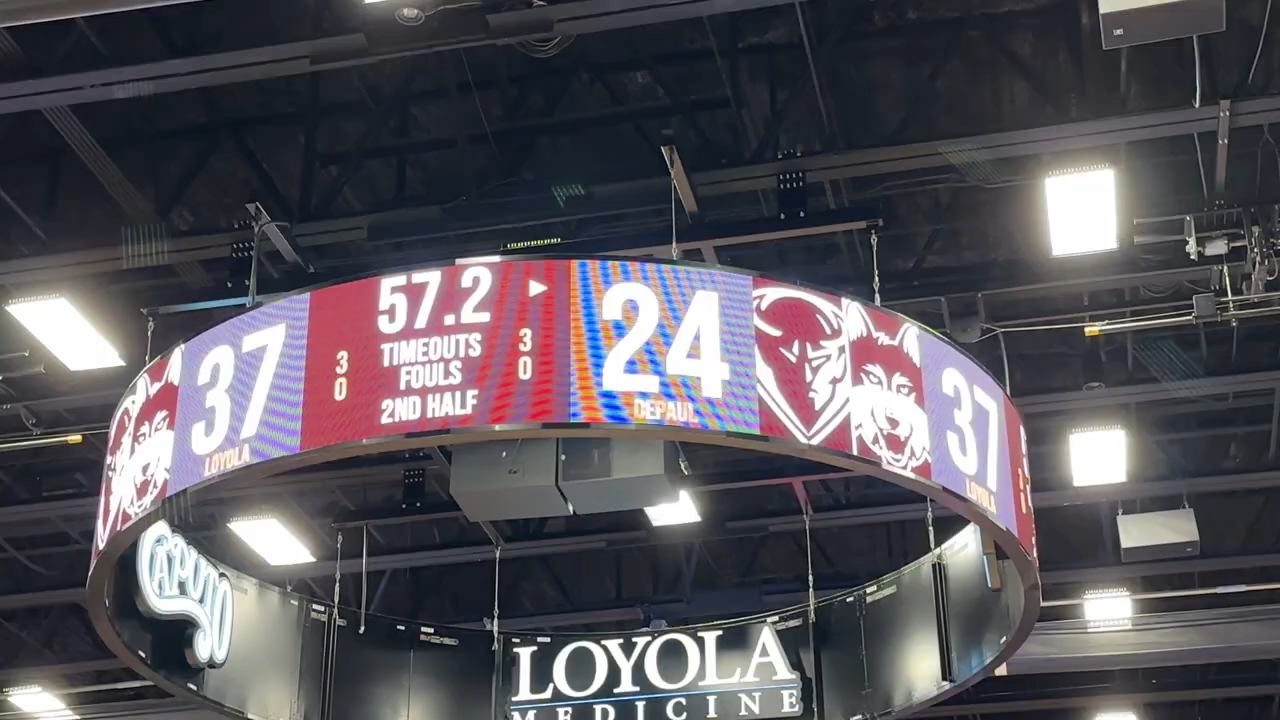 37
LOYOLA
57.2
3 TIMEOUTS 3
0 FOULS 0
2ND HALF
24
DEPAUL
37
LOYOLA
CAPUTO
LOYOLA
MEDICINE